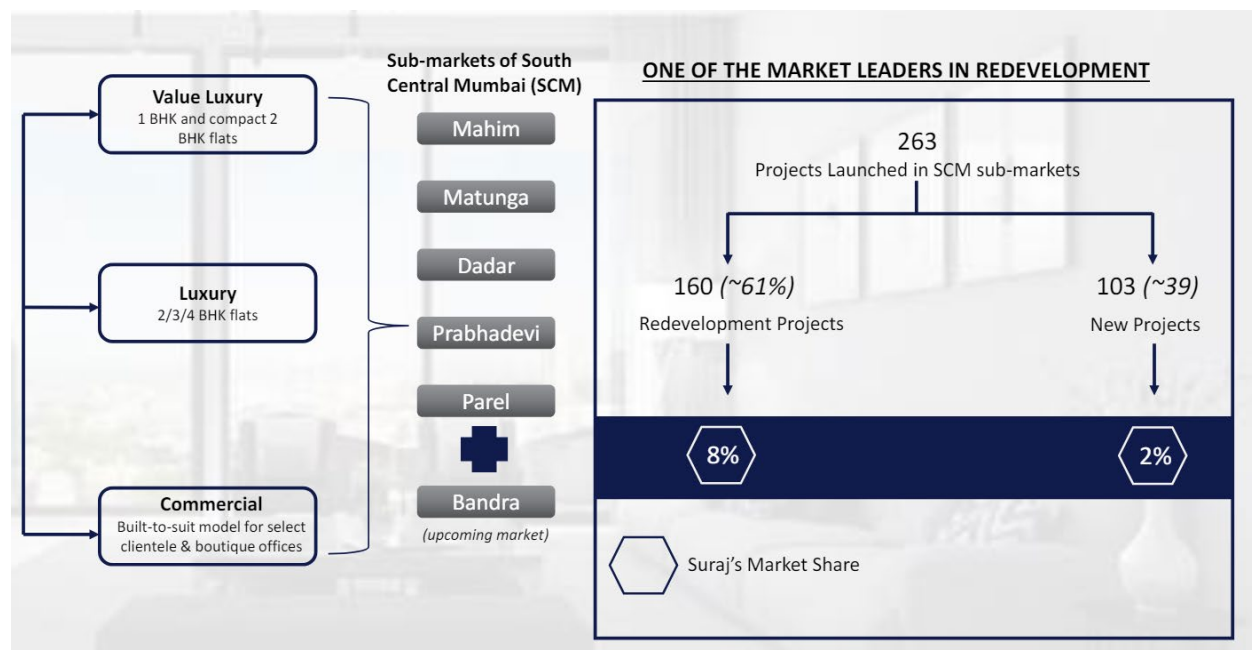 Value Luxury
1 BHK and compact 2
BHK flats
Luxury
2/3/4 BHK flats
Commercial
Built-to-suit model for select
clientele & boutique offices
Sub-markets of South
Central Mumbai (SCM)
Mahim
Matunga
Dadar
Prabhadevi
Parel
Bandra
(upcoming market)
ONE OF THE MARKET LEADERS IN REDEVELOPMENT
263
Projects Launched in SCM sub-markets
160 (~61%)
Redevelopment Projects
103 (~39)
New Projects
8%
2%
Suraj's Market Share